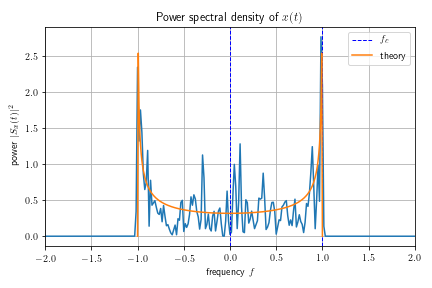 Power spectral density of x(t)
power |S_x(t)|^2
2.5
2.0
1.5
1.0
0.5
0.0
f_c
theory
−2.0 −1.5 −1.0 −0.5 0.0 0.5 1.0 1.5 2.0
frequency f